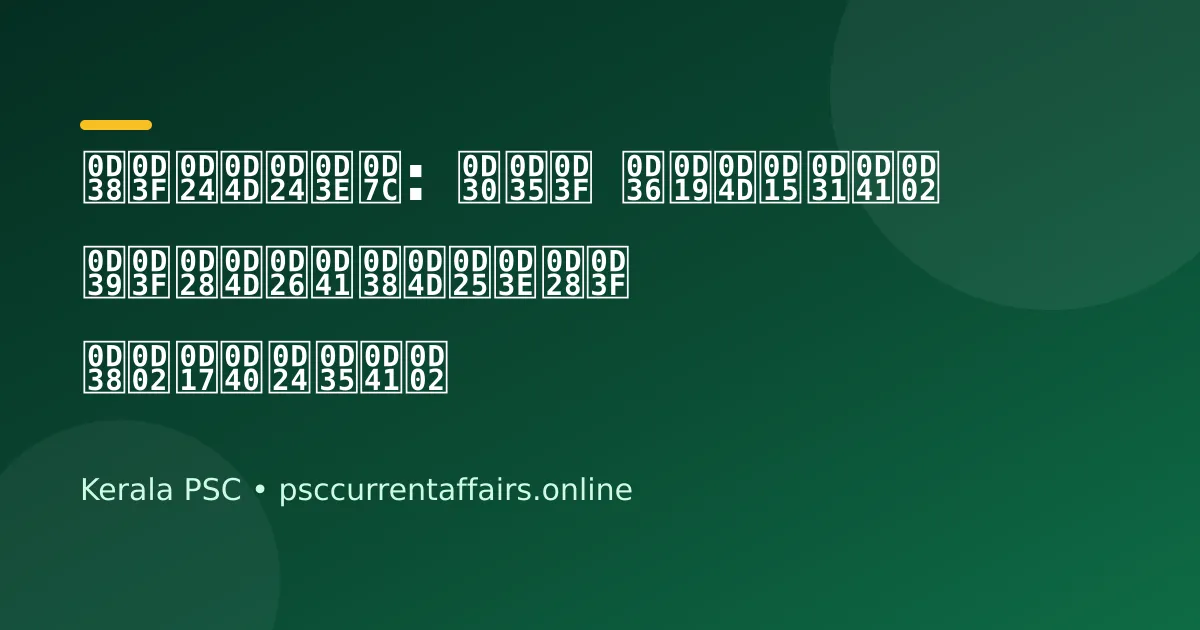 സിത്താർ: രവി ശങ്കറും
ഹിന്ദുസ്ഥാനി
സംഗീതവും
Kerala PSC • psccurrentaffairs.online